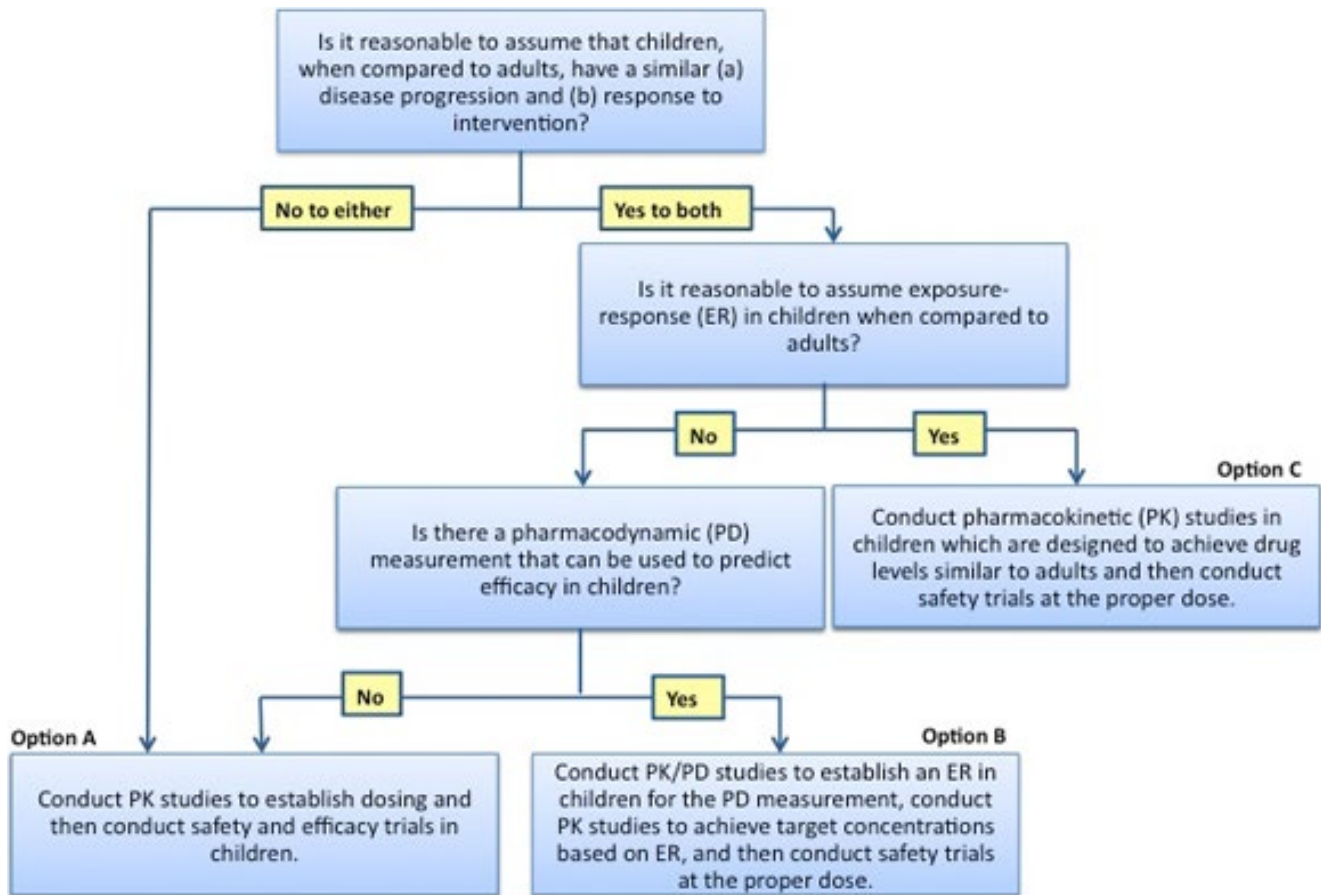 Is it reasonable to assume that children,
when compared to adults, have a similar (a)
disease progression and (b) response to
intervention?
No to either
Yes to both
Is it reasonable to assume exposure-
response (ER) in children when compared to
adults?
No
Yes
Option C
Is there a pharmacodynamic (PD)
measurement that can be used to predict
efficacy in children?
Conduct pharmacokinetic (PK) studies in
children which are designed to achieve drug
levels similar to adults and then conduct
safety trials at the proper dose.
No
Yes
Option A
Option B
Conduct PK studies to establish dosing and
then conduct safety and efficacy trials in
children.
Conduct PK/PD studies to establish an ER in
children for the PD measurement, conduct
PK studies to achieve target concentrations
based on ER, and then conduct safety trials
at the proper dose.